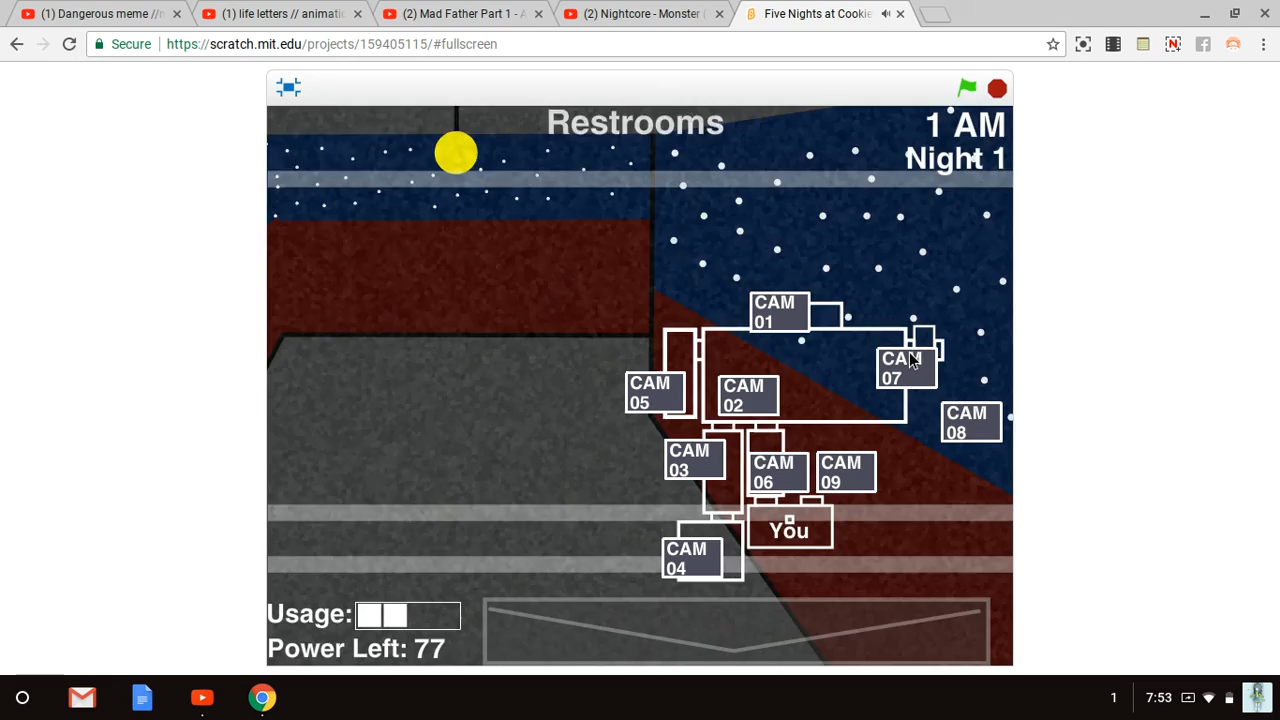 (1) Dangerous meme //
(1) life letters // animati
(2) Mad Father Part 1 - A
(2) Nightcore - Monster (
Five Nights at Cookie
Secure
https://scratch.mit.edu/projects/159405115/#fullscreen
Restrooms
1 AM
Night 1
CAM
01
CAM
07
CAM
05
CAM
02
CAM
08
CAM
03
CAM
06
CAM
09
You
CAM
04
Usage:
Power Left: 77
1
7:53